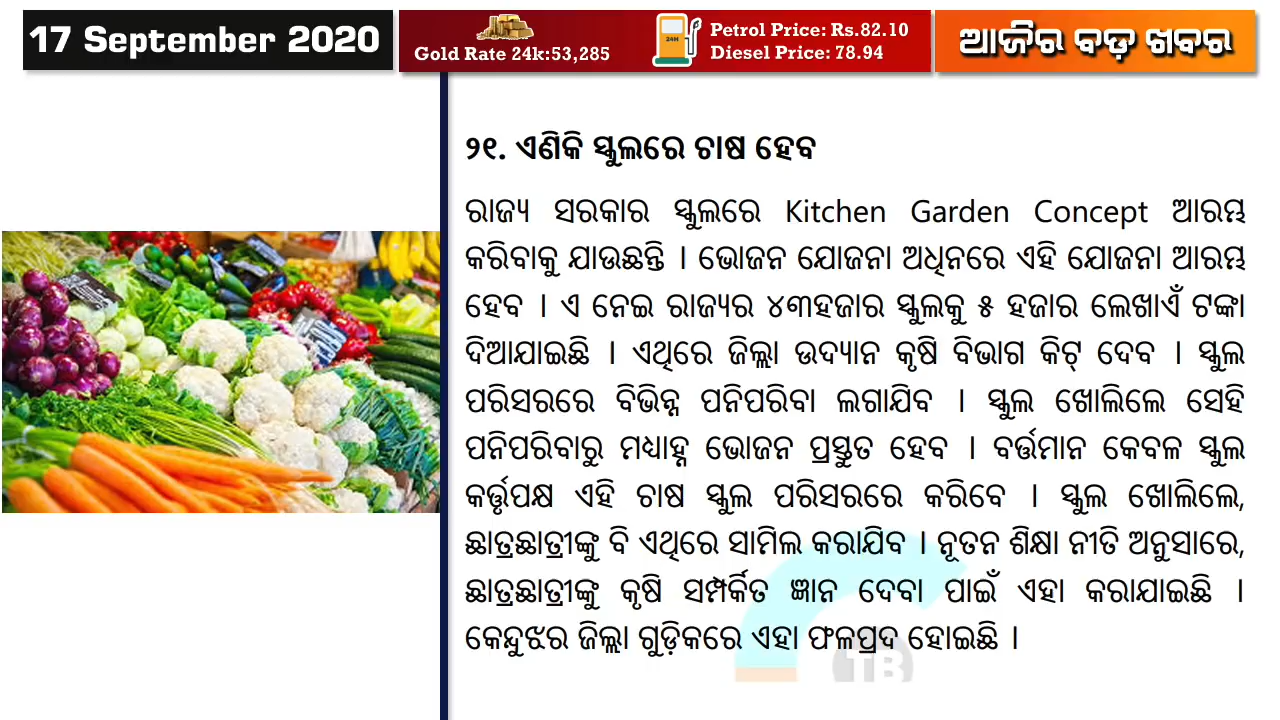 17 September 2020
Gold Rate 24k:53,285
24H
Petrol Price: Rs.82.10
Diesel Price: 78.94
ଆଜିର ବଡ଼ ଖବର
୨୧. ଏଣିକି ସ୍କୁଲରେ ଚାଷ ହେବ
ରାଜ୍ୟ ସରକାର ସ୍କୁଲରେ Kitchen Garden Concept ଆରମ୍ଭ
କରିବାକୁ ଯାଉଛନ୍ତି । ଭୋଜନ ଯୋଜନା ଅଧିନରେ ଏହି ଯୋଜନା ଆରମ୍ଭ
ହେବ । ଏ ନେଇ ରାଜ୍ୟର ୪୩ହଜାର ସ୍କୁଲକୁ ୫ ହଜାର ଲେଖାଏଁ ଟଙ୍କା
ଦିଆଯାଇଛି । ଏଥିରେ ଜିଲ୍ଲା ଉଦ୍ୟାନ କୃଷି ବିଭାଗ କିଟ୍ ଦେବ । ସ୍କୁଲ
ପରିସରରେ ବିଭିନ୍ନ ପନିପରିବା ଲଗାଯିବ । ସ୍କୁଲ ଖୋଲିଲେ ସେହି
ପନିପରିବାରୁ ମଧ୍ୟାହ୍ନ ଭୋଜନ ପ୍ରସ୍ତୁତ ହେବ । ବର୍ତ୍ତମାନ କେବଳ ସ୍କୁଲ
କର୍ତ୍ତୃପକ୍ଷ ଏହି ଚାଷ ସ୍କୁଲ ପରିସରରେ କରିବେ । ସ୍କୁଲ ଖୋଲିଲେ,
ଛାତ୍ରଛାତ୍ରୀଙ୍କୁ ବି ଏଥିରେ ସାମିଲ କରାଯିବ । ନୂତନ ଶିକ୍ଷା ନୀତି ଅନୁସାରେ,
ଛାତ୍ରଛାତ୍ରୀଙ୍କୁ କୃଷି ସମ୍ପର୍କିତ ଜ୍ଞାନ ଦେବା ପାଇଁ ଏହା କରାଯାଇଛି ।
କେନ୍ଦୁଝର ଜିଲ୍ଲା ଗୁଡ଼ିକରେ ଏହା ଫଳପ୍ରଦ ହୋଇଛି ।
TB